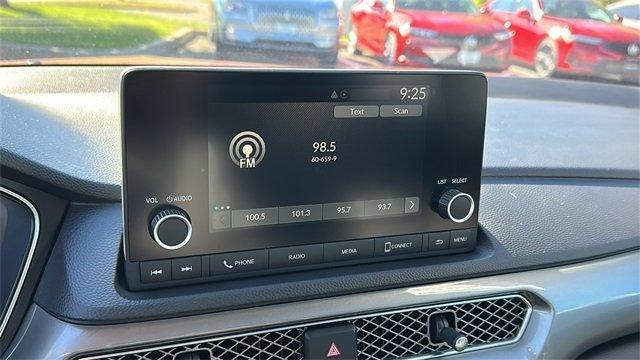 9:25
Text Scan
FM
98.5
60-659-9
100.5 101.3 95.7 93.7
VOL AUDIO
LIST SELECT
PHONE RADIO MEDIA CONNECT MENU